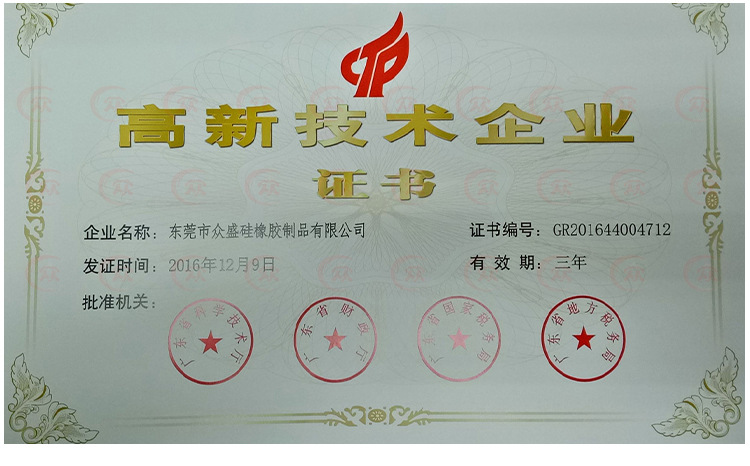 高新技术企业
证书
企业名称：东莞市众盛硅橡胶制品有限公司
证书编号：GR201644004712
发证时间：2016年12月9日
有效期：三年
批准机关：
广东省科学技术厅
广东省财政厅
广东省国家税务局
广东省地方税务局